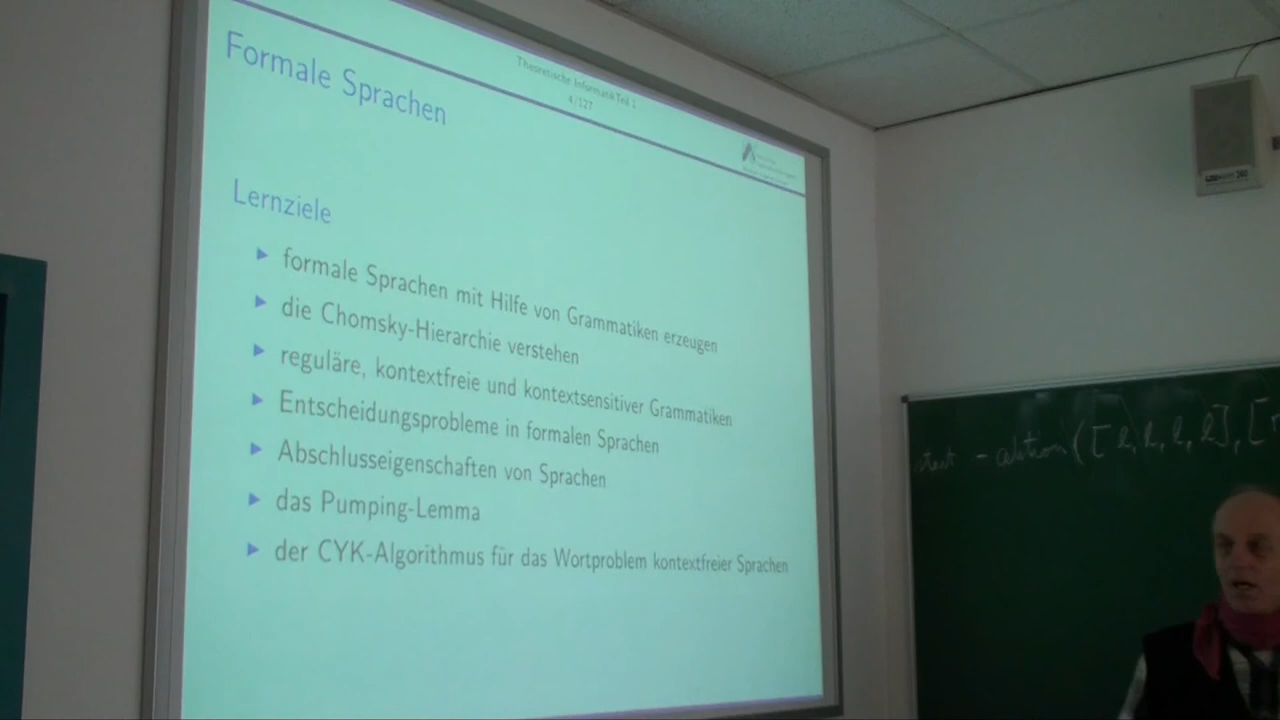 Theoretische Informatik Teil 1
4/127
Formale Sprachen
Lernziele
▶ formale Sprachen mit Hilfe von Grammatiken erzeugen
▶ die Chomsky-Hierarchie verstehen
▶ reguläre, kontextfreie und kontextsensitiver Grammatiken
▶ Entscheidungsprobleme in formalen Sprachen
▶ Abschlusseigenschaften von Sprachen
▶ das Pumping-Lemma
▶ der CYK-Algorithmus für das Wortproblem kontextfreier Sprachen